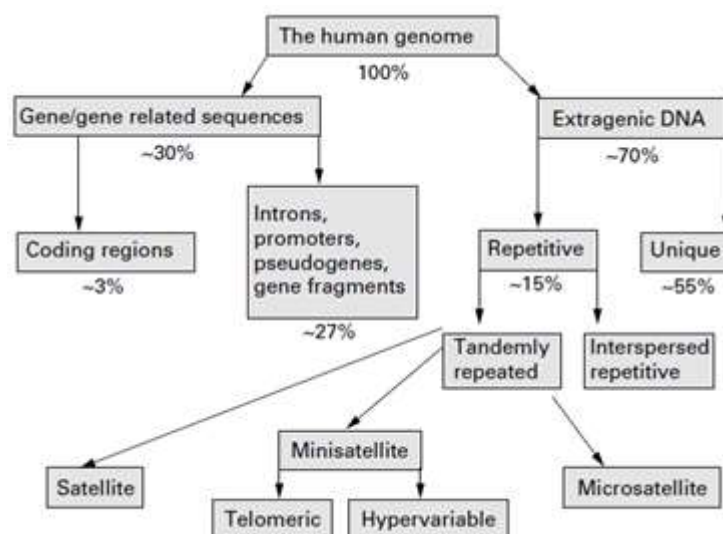 The human genome
100%
Gene/gene related sequences
~30%
Extragenic DNA
~70%
Coding regions
~3%
Introns,
promoters,
pseudogenes,
gene fragments
~27%
Repetitive
~15%
Unique
~55%
Tandemly
repeated
Interspersed
repetitive
Minisatellite
Satellite
Telomeric
Hypervariable
Microsatellite